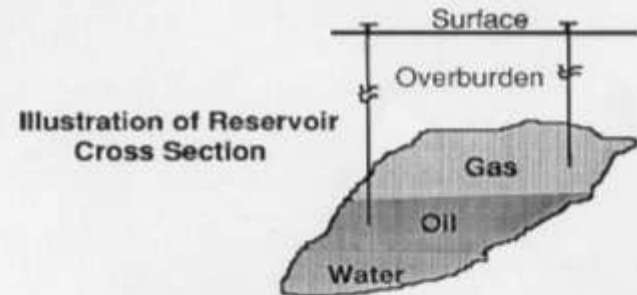 Surface
Overburden
Illustration of Reservoir
Cross Section
Gas
Oil
Water